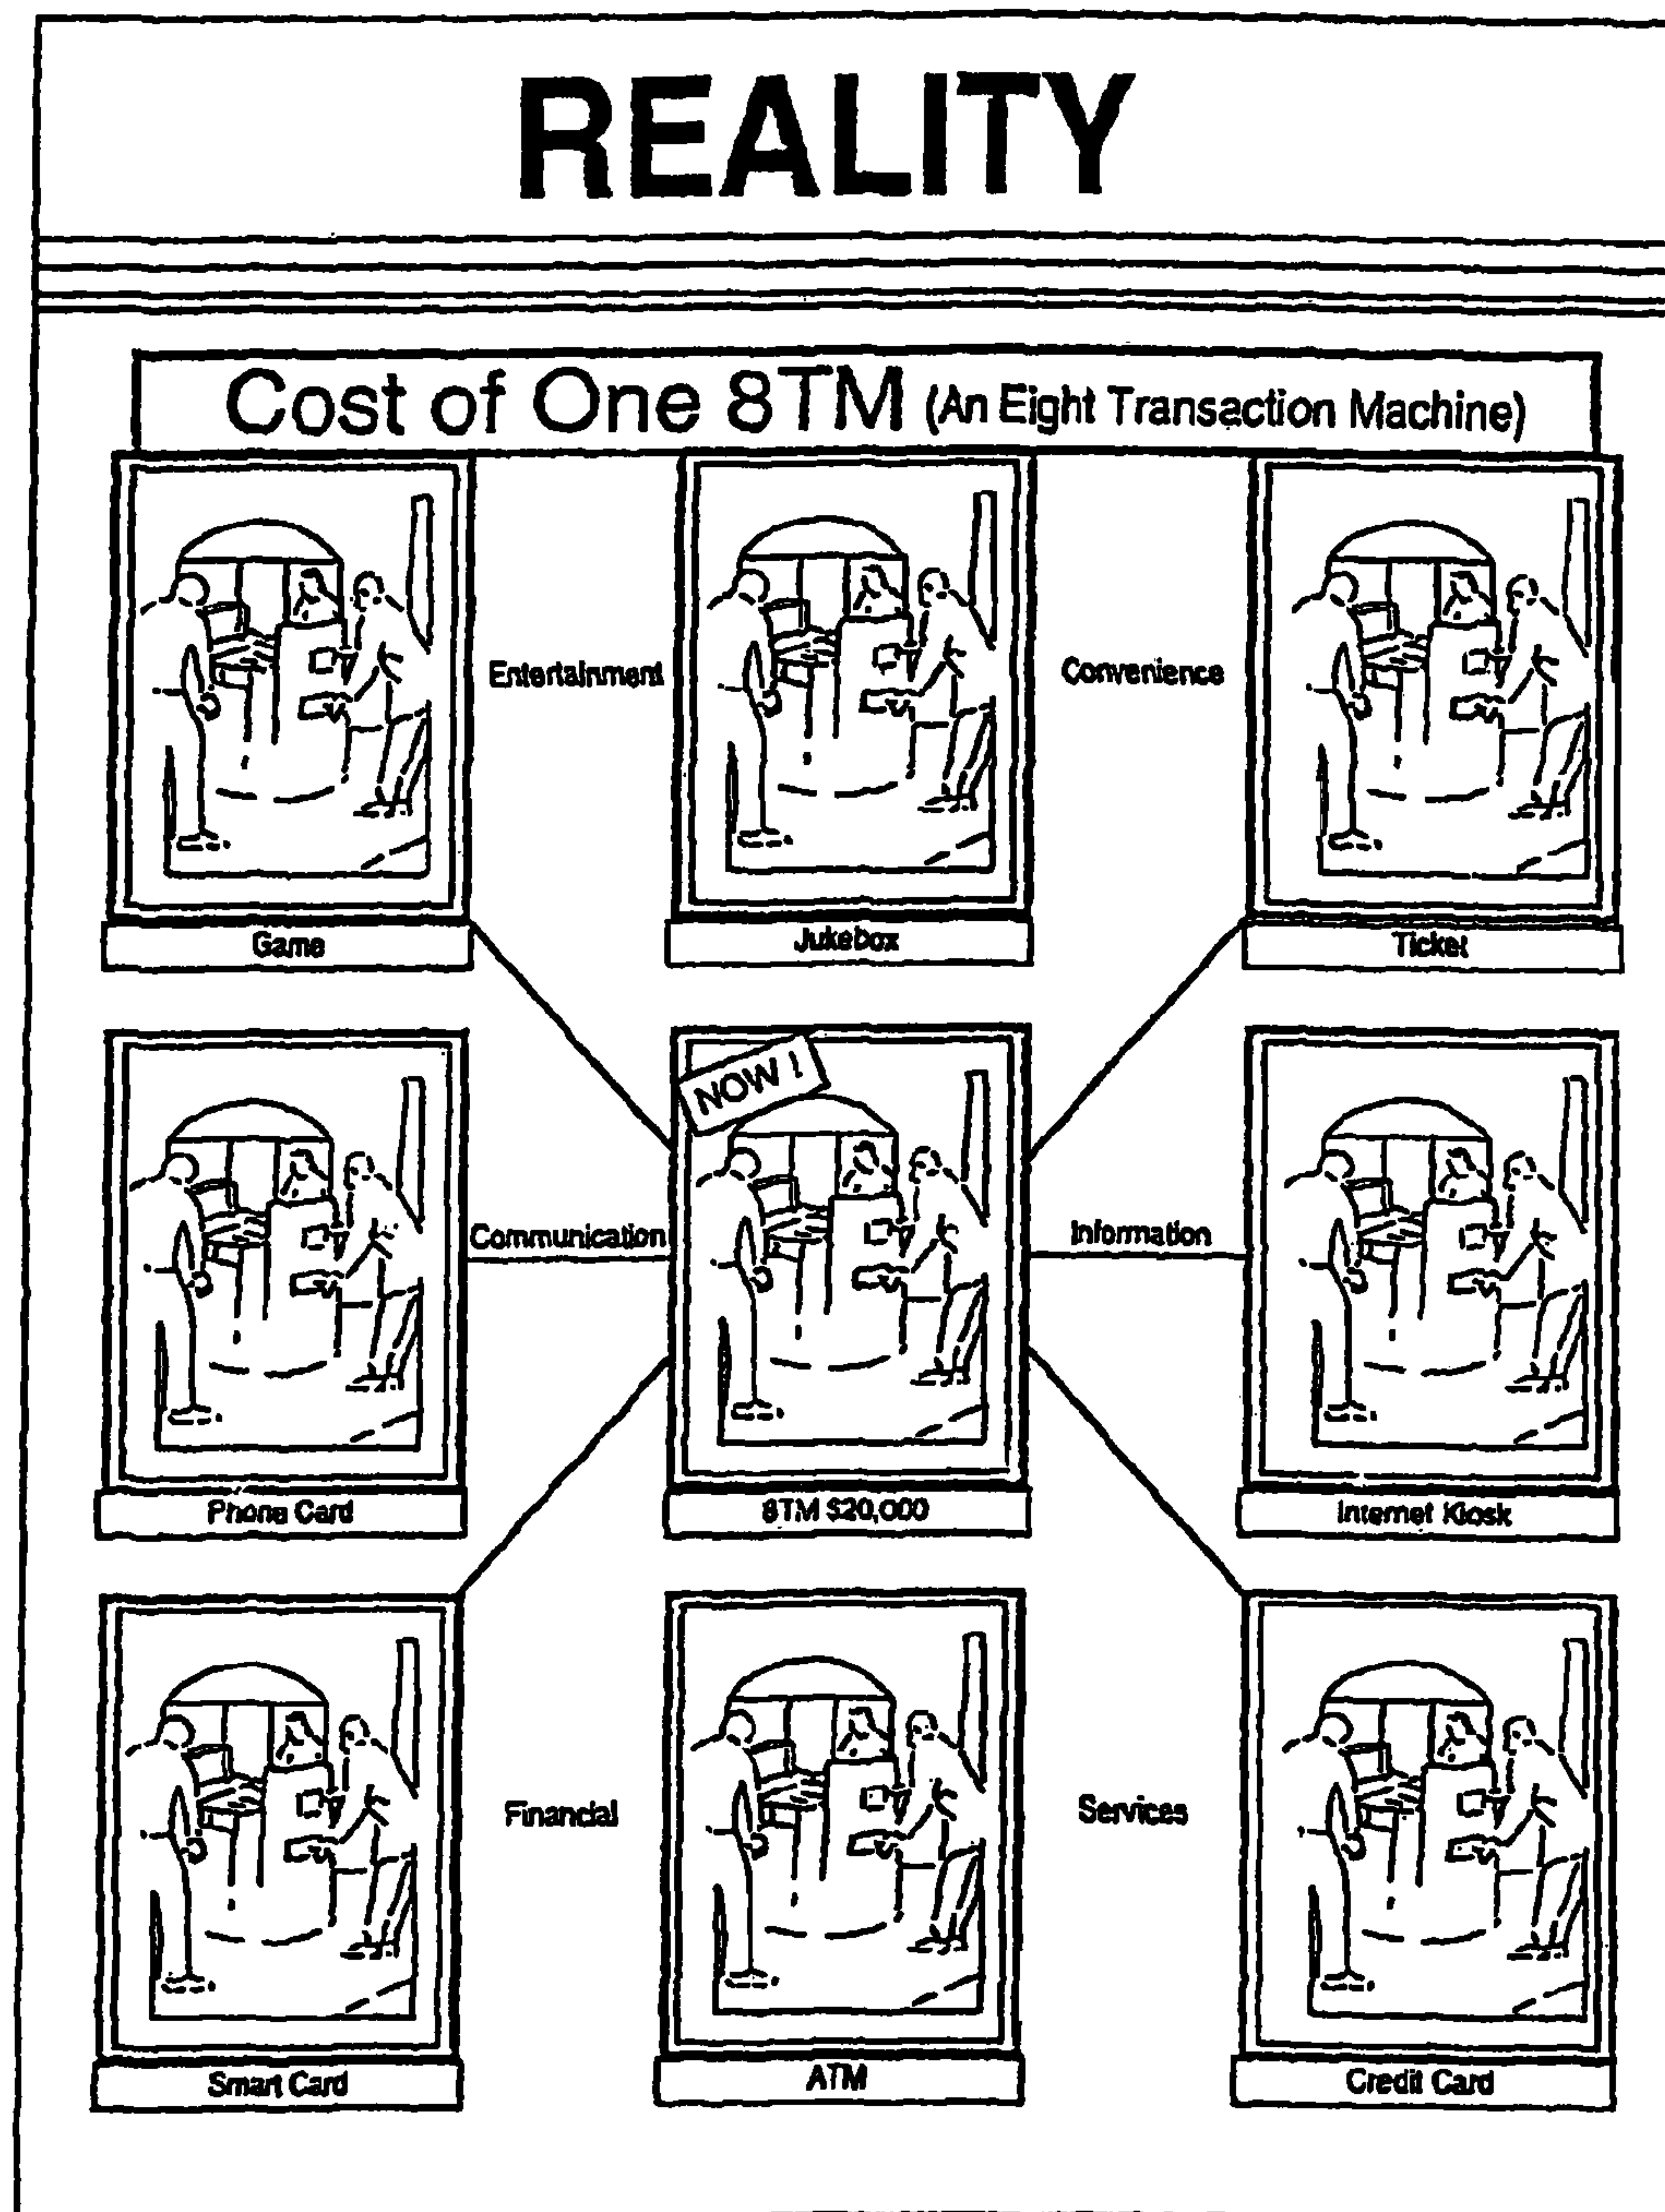 REALITY
Cost of One 8TM (An Eight Transaction Machine)
Entertainment
Convenience
Game
Jukebox
Ticket
NOW !
Communication
Information
Phone Card
8TM $20,000
Internet Kiosk
Financial
Services
Smart Card
ATM
Credit Card